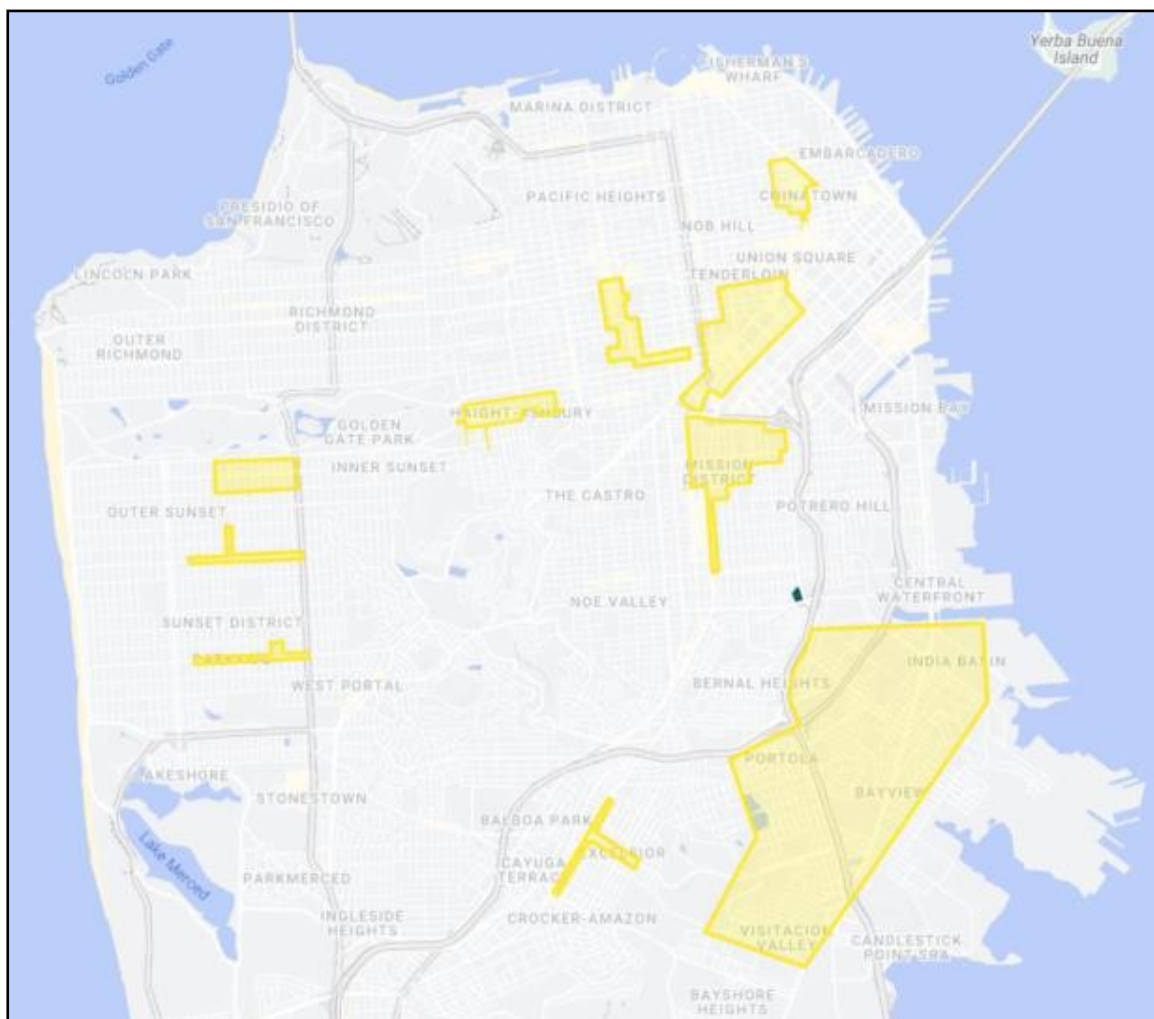 Golden Gate
Yerba Buena
Island
FISHERMAN'S
WHARF
MARINA DISTRICT
EMBARCADERO
PRESIDIO OF
SAN FRANCISCO
PACIFIC HEIGHTS
CHINATOWN
NOB HILL
LINCOLN PARK
UNION SQUARE
TENDERLOIN
RICHMOND
DISTRICT
OUTER
RICHMOND
HAIGHT-ASHBURY
MISSION BAY
GOLDEN
GATE PARK
INNER SUNSET
MISSION
DISTRICT
THE CASTRO
OUTER SUNSET
POTRERO HILL
CENTRAL
WATERFRONT
NOE VALLEY
SUNSET DISTRICT
INDIA BASIN
WEST PORTAL
BERNAL HEIGHTS
PORTOLA
LAKESHORE
STONESTOWN
BAYVIEW
BALBOA PARK
Lake Merced
EXCELSIOR
CAYUGA
TERRACE
PARKMERCED
INGLESIDE
HEIGHTS
CROCKER-AMAZON
VISITACION
VALLEY
CANDLESTICK
POINT SRA
BAYSHORE
HEIGHTS